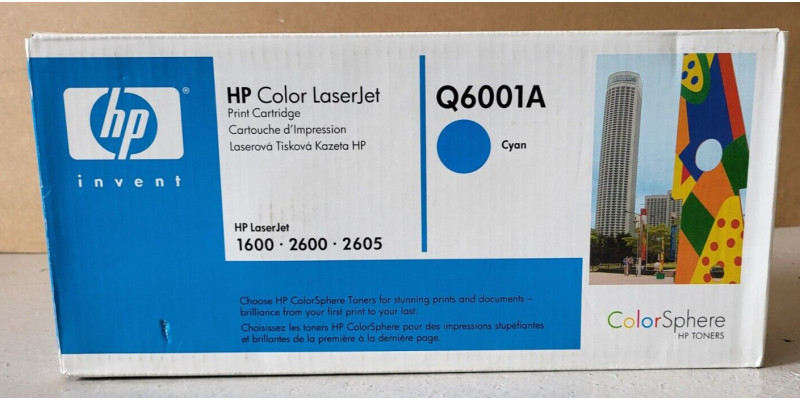 hp
®
invent
HP Color LaserJet
Print Cartridge
Cartouche d'Impression
Laserová Tisková Kazeta HP
HP LaserJet
1600 · 2600 · 2605
Q6001A
Cyan
Choose HP ColorSphere Toners for stunning prints and documents –
brilliance from your first print to your last.
Choisissez les toners HP ColorSphere pour des impressions stupéfiantes
et brillantes de la première à la dernière page.
ColorSphere
HP TONERS